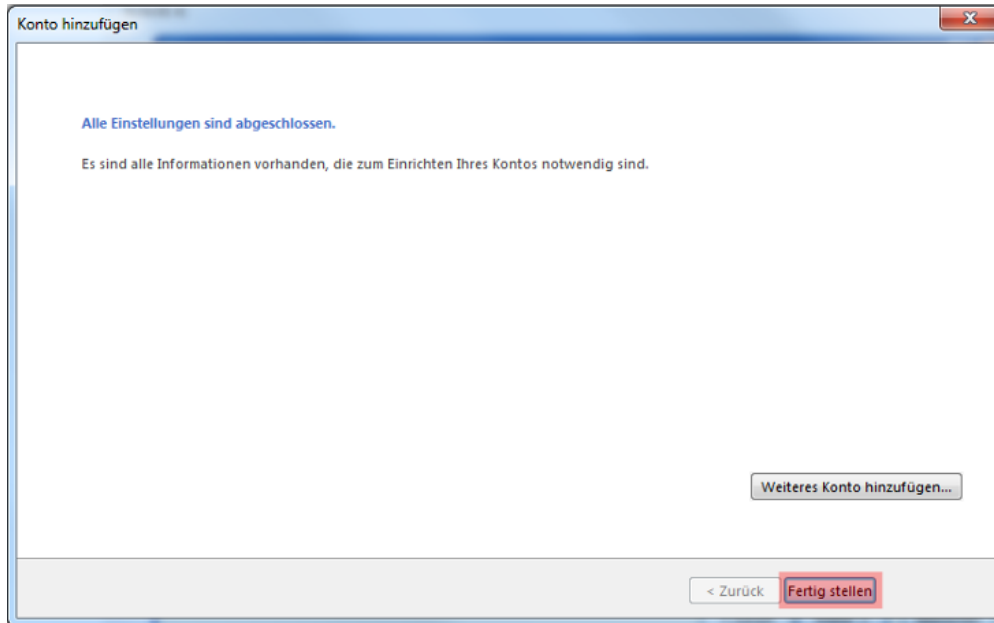 Konto hinzufügen
Alle Einstellungen sind abgeschlossen.
Es sind alle Informationen vorhanden, die zum Einrichten Ihres Kontos notwendig sind.
Weiteres Konto hinzufügen...
< Zurück Fertig stellen